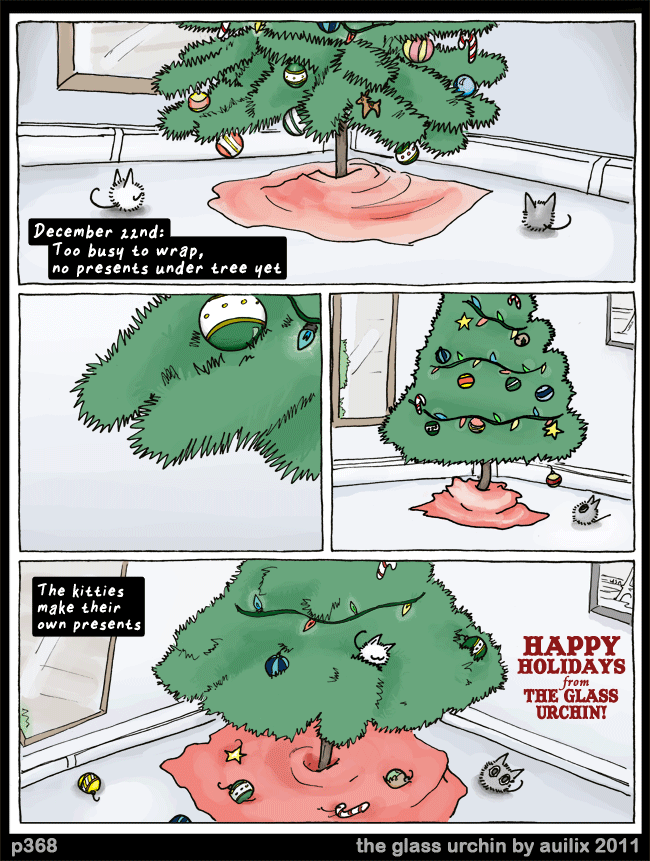 December 22nd:
Too busy to wrap,
no presents under tree yet
The kitties
make their
own presents
HAPPY
HOLIDAYS
from
THE GLASS
URCHIN!
p368
the glass urchin by auilix 2011